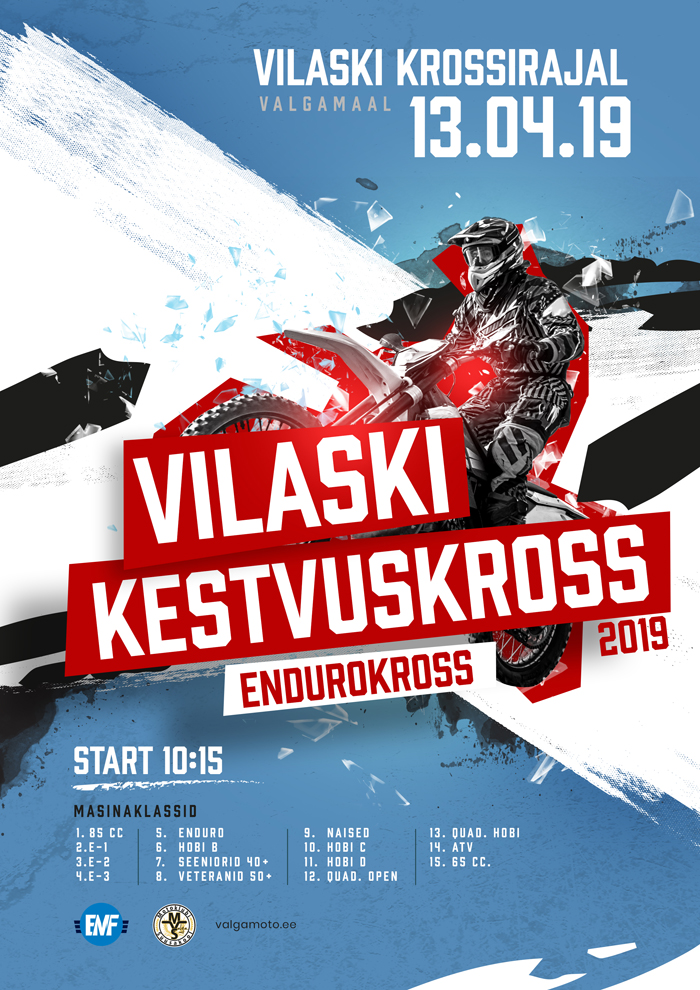 VILASKI KROSSIRAJAL
VALGAMAAL
13.04.19
VILASKI
KESTVUSKROSS
2019
ENDUROKROSS
START 10:15
MASINAKLASSID
1. 85 CC
2.E-1
3.E-2
4.E-3
5. ENDURO
6. HOBI B
7. SEENIORID 40+
8. VETERANID 50+
9. NAISED
10. HOBI C
11. HOBI D
12. QUAD. OPEN
13. QUAD. HOBI
14. ATV
15. 65 CC.
EMF
valgamoto.ee